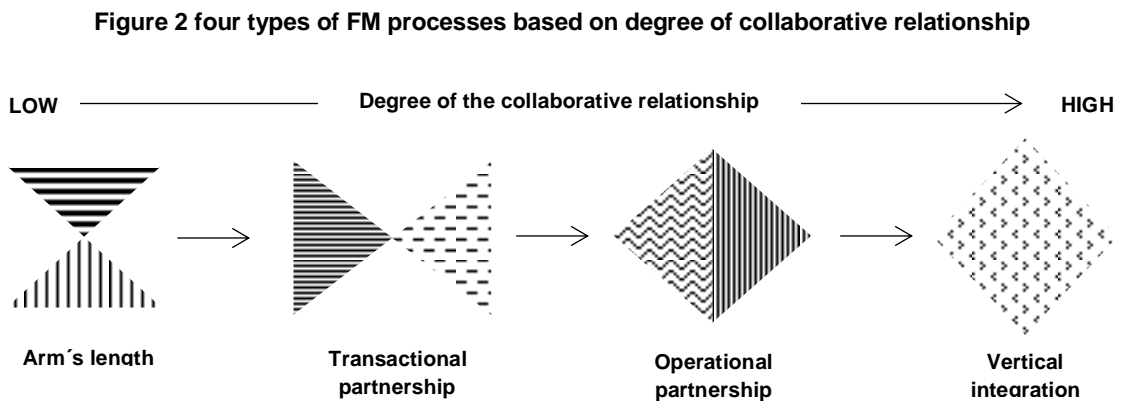 Figure 2 four types of FM processes based on degree of collaborative relationship
LOW Degree of the collaborative relationship HIGH
Arm´s length
Transactional
partnership
Operational
partnership
Vertical
integration